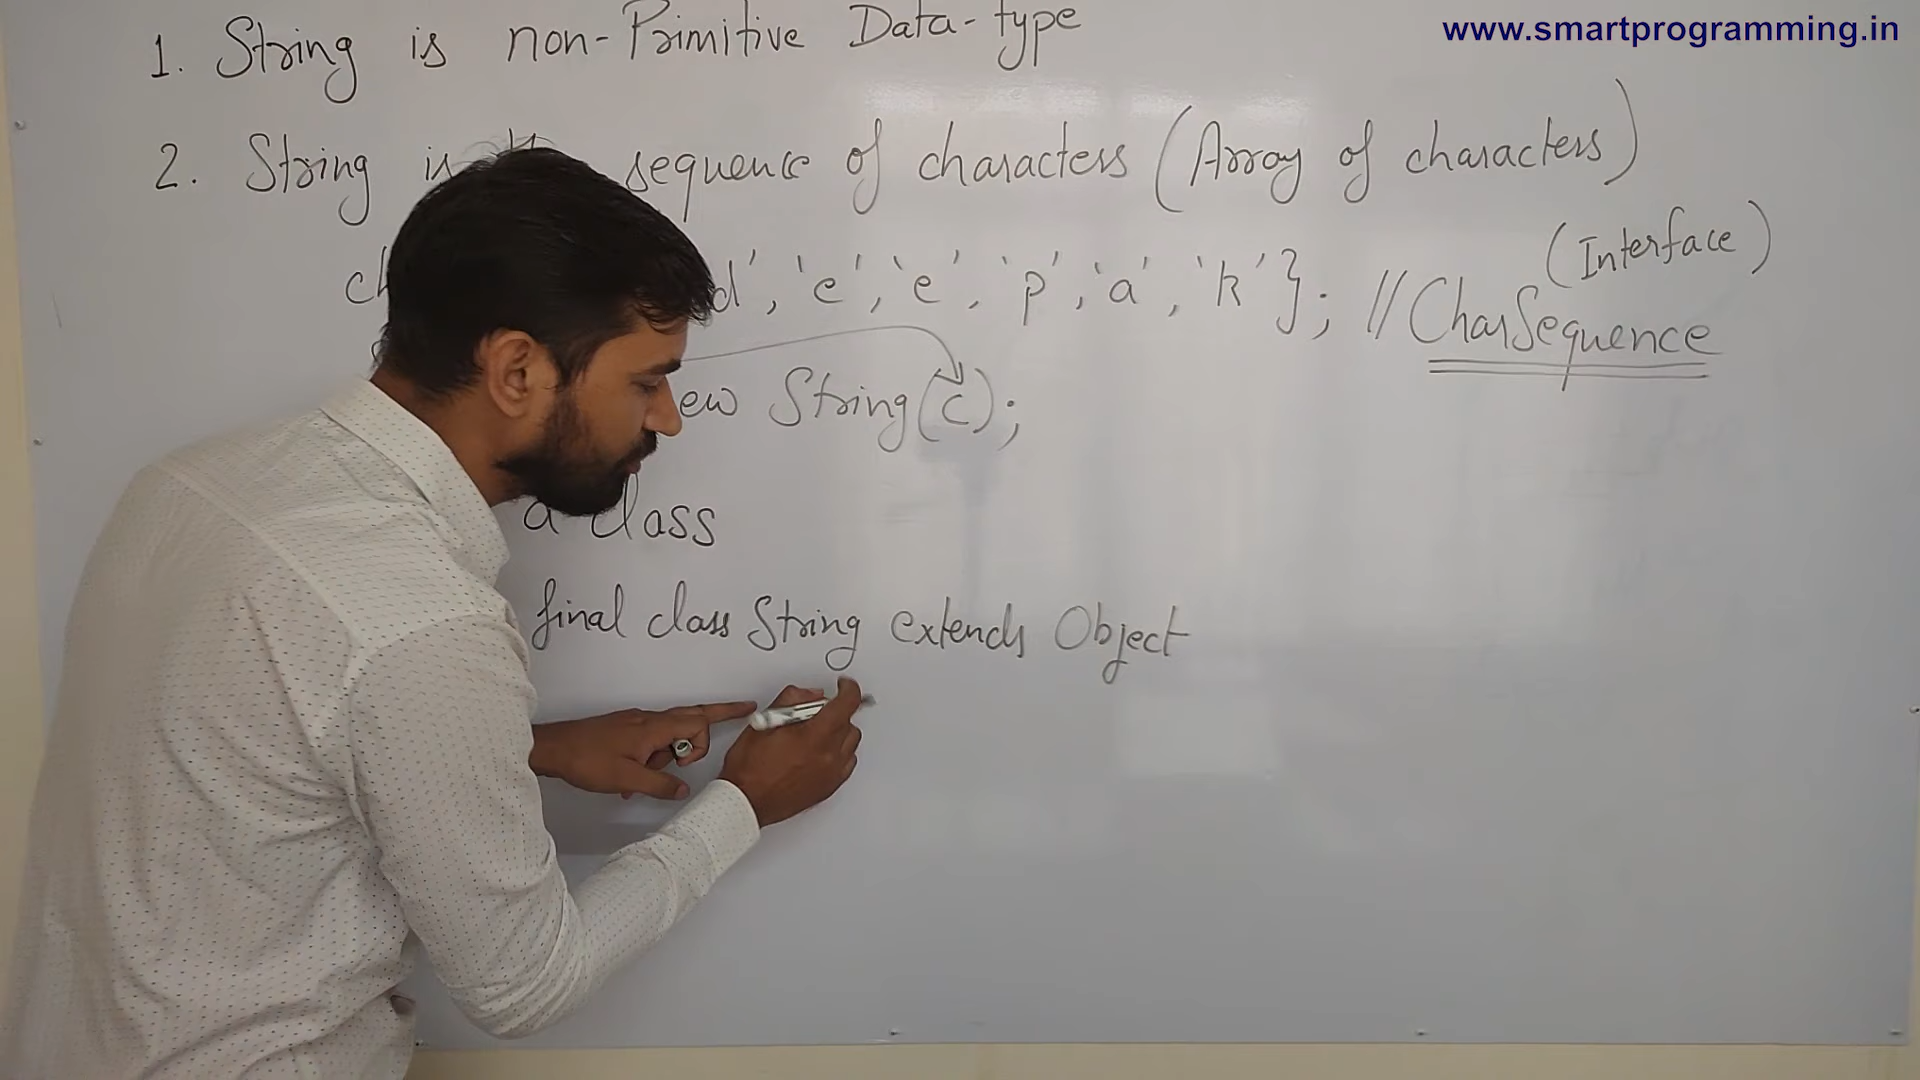 www.smartprogramming.in
1. String is non-Primitive Data-type
2. String is sequence of characters (Array of characters)
(Interface)
d', 'e', 'e', 'p', 'a', 'k'}; // CharSequence
String(c);
a class
final class String extends Object